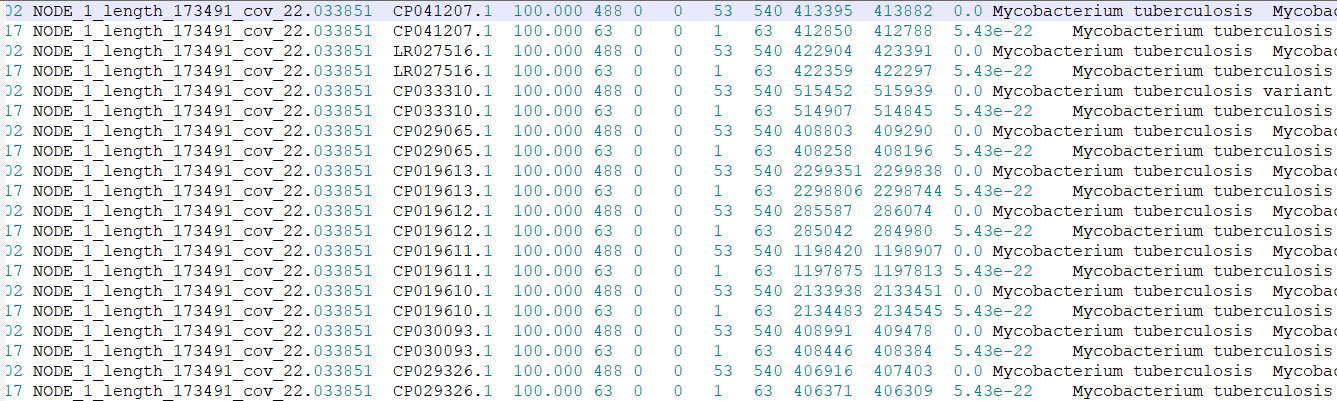 02 NODE_1_length_173491_cov_22.033851 CP041207.1 100.000 488 0 0 53 540 413395 413882 0.0 Mycobacterium tuberculosis Mycobac
17 NODE_1_length_173491_cov_22.033851 CP041207.1 100.000 63 0 0 1 63 412850 412788 5.43e-22 Mycobacterium tuberculosis
02 NODE_1_length_173491_cov_22.033851 LR027516.1 100.000 488 0 0 53 540 422904 423391 0.0 Mycobacterium tuberculosis Mycobac
17 NODE_1_length_173491_cov_22.033851 LR027516.1 100.000 63 0 0 1 63 422359 422297 5.43e-22 Mycobacterium tuberculosis
02 NODE_1_length_173491_cov_22.033851 CP033310.1 100.000 488 0 0 53 540 515452 515939 0.0 Mycobacterium tuberculosis variant
17 NODE_1_length_173491_cov_22.033851 CP033310.1 100.000 63 0 0 1 63 514907 514845 5.43e-22 Mycobacterium tuberculosis
02 NODE_1_length_173491_cov_22.033851 CP029065.1 100.000 488 0 0 53 540 408803 409290 0.0 Mycobacterium tuberculosis Mycobac
17 NODE_1_length_173491_cov_22.033851 CP029065.1 100.000 63 0 0 1 63 408258 408196 5.43e-22 Mycobacterium tuberculosis
02 NODE_1_length_173491_cov_22.033851 CP019613.1 100.000 488 0 0 53 540 2299351 2299838 0.0 Mycobacterium tuberculosis Mycobac
17 NODE_1_length_173491_cov_22.033851 CP019613.1 100.000 63 0 0 1 63 2298806 2298744 5.43e-22 Mycobacterium tuberculosis
02 NODE_1_length_173491_cov_22.033851 CP019612.1 100.000 488 0 0 53 540 285587 286074 0.0 Mycobacterium tuberculosis Mycobac
17 NODE_1_length_173491_cov_22.033851 CP019612.1 100.000 63 0 0 1 63 285042 284980 5.43e-22 Mycobacterium tuberculosis
02 NODE_1_length_173491_cov_22.033851 CP019611.1 100.000 488 0 0 53 540 1198420 1198907 0.0 Mycobacterium tuberculosis Mycobac
17 NODE_1_length_173491_cov_22.033851 CP019611.1 100.000 63 0 0 1 63 1197875 1197813 5.43e-22 Mycobacterium tuberculosis
02 NODE_1_length_173491_cov_22.033851 CP019610.1 100.000 488 0 0 53 540 2133938 2133451 0.0 Mycobacterium tuberculosis Mycobac
17 NODE_1_length_173491_cov_22.033851 CP019610.1 100.000 63 0 0 1 63 2134483 2134545 5.43e-22 Mycobacterium tuberculosis
02 NODE_1_length_173491_cov_22.033851 CP030093.1 100.000 488 0 0 53 540 408991 409478 0.0 Mycobacterium tuberculosis Mycobac
17 NODE_1_length_173491_cov_22.033851 CP030093.1 100.000 63 0 0 1 63 408446 408384 5.43e-22 Mycobacterium tuberculosis
02 NODE_1_length_173491_cov_22.033851 CP029326.1 100.000 488 0 0 53 540 406916 407403 0.0 Mycobacterium tuberculosis Mycobac
17 NODE_1_length_173491_cov_22.033851 CP029326.1 100.000 63 0 0 1 63 406371 406309 5.43e-22 Mycobacterium tuberculosis